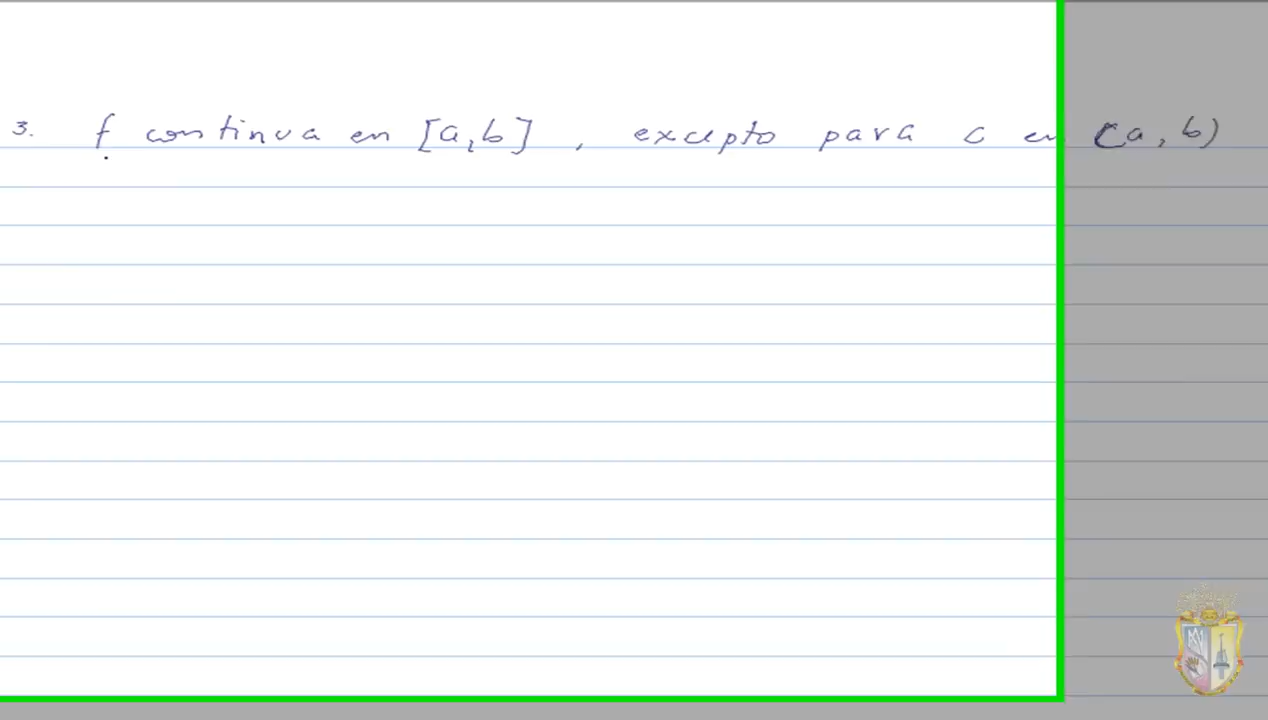 3. f continua en [a,b] , excepto para c en (a, b)